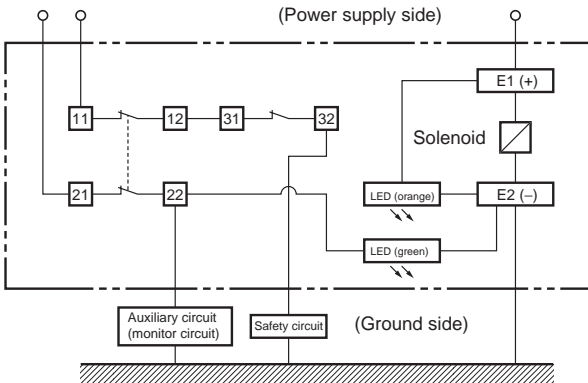 (Power supply side)
E1 (+)
11
12
31
32
Solenoid
21
22
LED (orange)
E2 (−)
LED (green)
Auxiliary circuit
(monitor circuit)
Safety circuit
(Ground side)